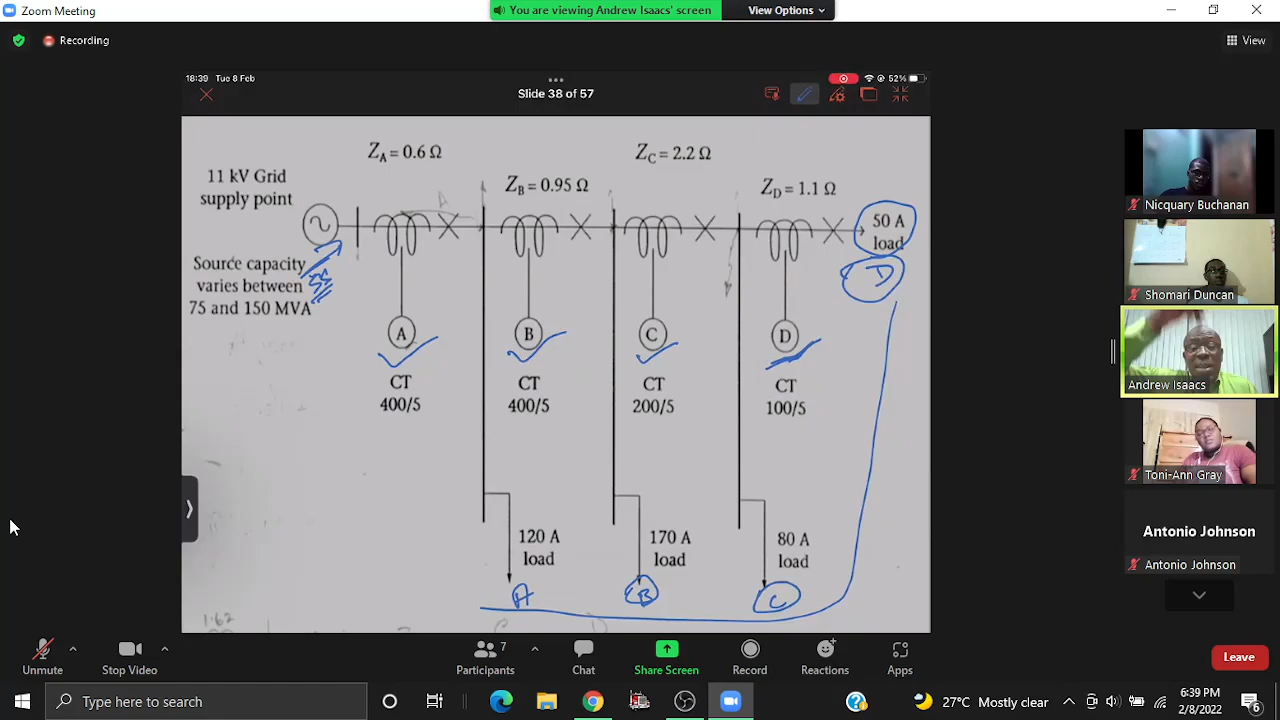 Zoom Meeting
You are viewing Andrew Isaacs' screen
View Options
Recording
View
18:39 Tue 8 Feb
52%
Slide 38 of 57
Z_A = 0.6 Ω
Z_C = 2.2 Ω
11 kV Grid
supply point
Z_B = 0.95 Ω
Z_D = 1.1 Ω
50 A
load
D
Source capacity
varies between
75 and 150 MVA
A
B
C
D
CT
400/5
CT
400/5
CT
200/5
CT
100/5
120 A
load
170 A
load
80 A
load
A
B
C
1.62
Nicquary Buchanan
Shomari Duncan
Andrew Isaacs
Toni-Ann Gray
Antonio Johnson
Antonio Johnson
Unmute
Stop Video
7
Participants
Chat
Share Screen
Record
Reactions
Apps
Leave
Type here to search
27°C Mostly clear
6:39 PM
2/8/2022
6